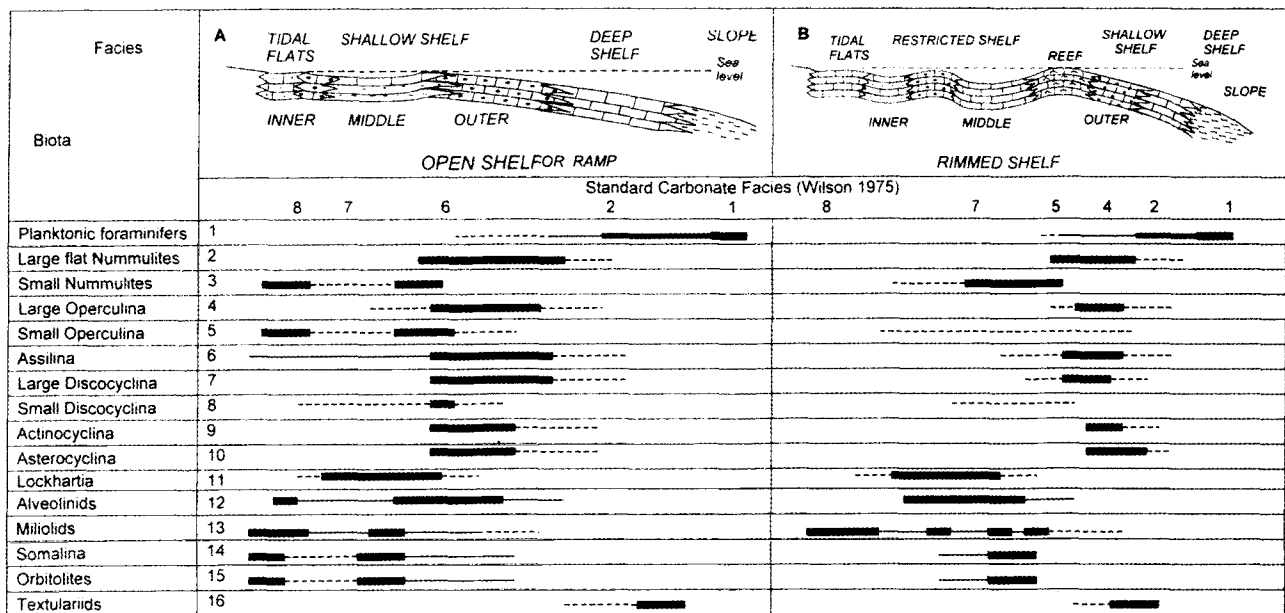 Facies
Biota
A
TIDAL FLATS
SHALLOW SHELF
DEEP SHELF
SLOPE
Sea level
INNER MIDDLE OUTER
OPEN SHELFOR RAMP
B
TIDAL FLATS
RESTRICTED SHELF
REEF
SHALLOW SHELF
DEEP SHELF
Sea level
SLOPE
INNER MIDDLE OUTER
RIMMED SHELF
Standard Carbonate Facies (Wilson 1975)
8 7 6 2 1 8 7 5 4 2 1
Planktonic foraminifers 1
Large flat Nummulites 2
Small Nummulites 3
Large Operculina 4
Small Operculina 5
Assilina 6
Large Discocyclina 7
Small Discocyclina 8
Actinocyclina 9
Asterocyclina 10
Lockhartia 11
Alveolinids 12
Miliolids 13
Somalina 14
Orbitolites 15
Textulariids 16